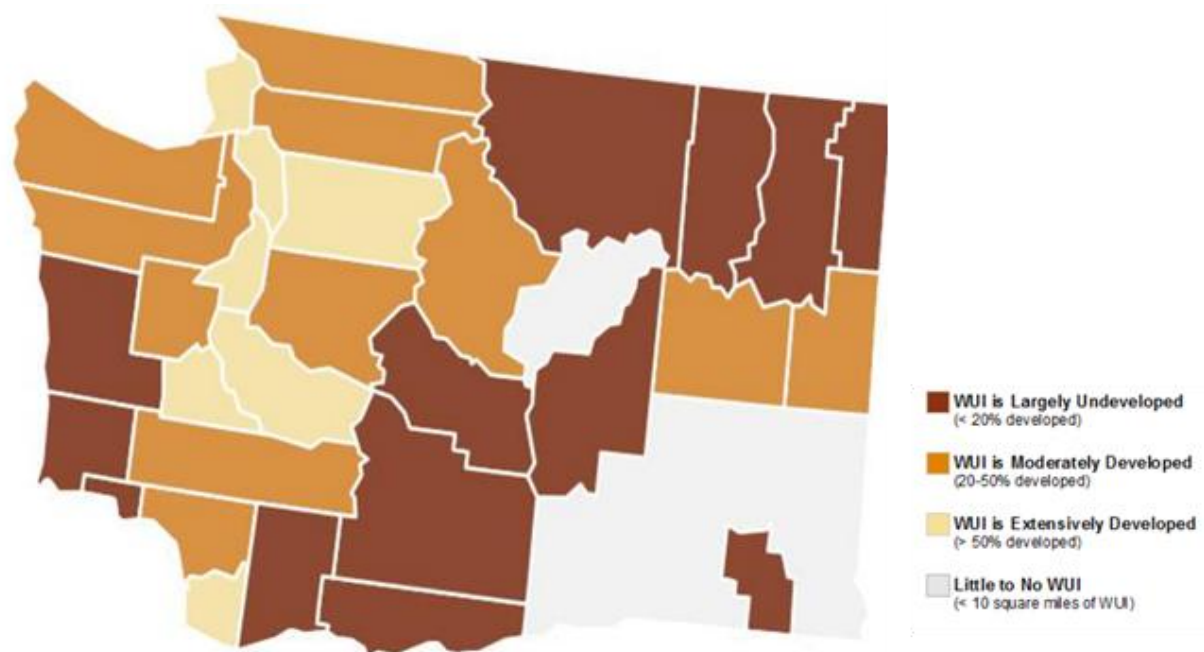 WUI is Largely Undeveloped
(< 20% developed)
WUI is Moderately Developed
(20-50% developed)
WUI is Extensively Developed
(> 50% developed)
Little to No WUI
(< 10 square miles of WUI)